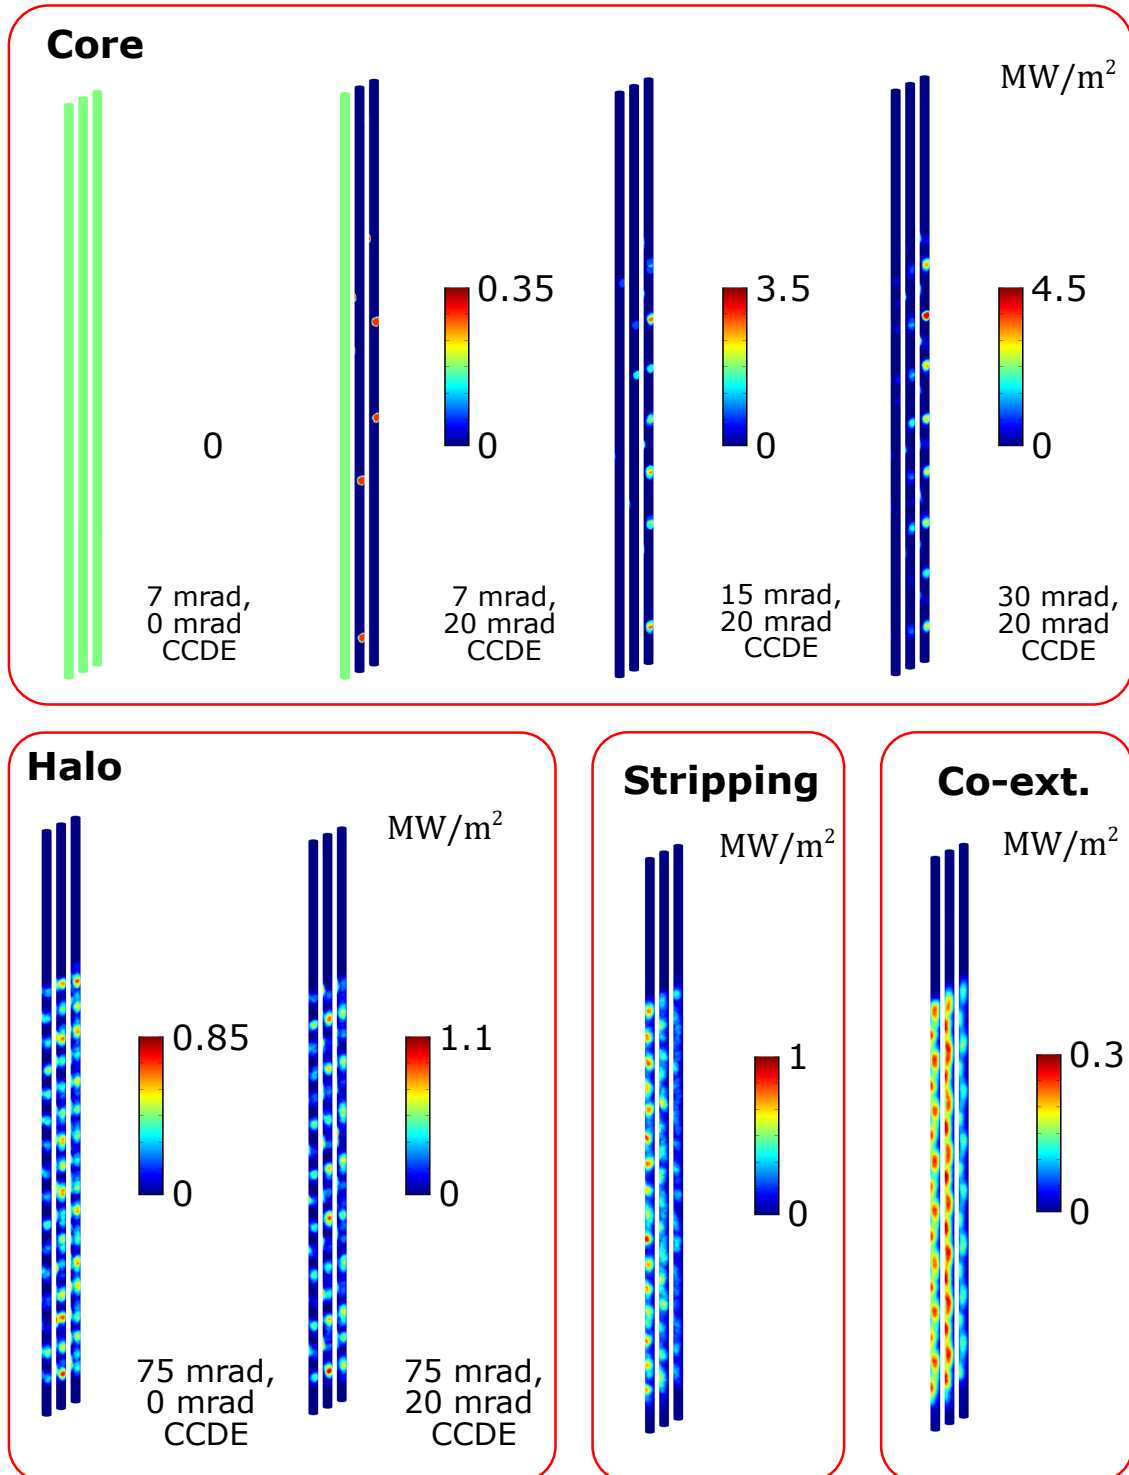 Core
MW/m²
0
7 mrad,
0 mrad
CCDE
0.35
0
7 mrad,
20 mrad
CCDE
3.5
0
15 mrad,
20 mrad
CCDE
4.5
0
30 mrad,
20 mrad
CCDE
Halo
MW/m²
0.85
0
75 mrad,
0 mrad
CCDE
1.1
0
75 mrad,
20 mrad
CCDE
Stripping
MW/m²
1
0
Co-ext.
MW/m²
0.3
0